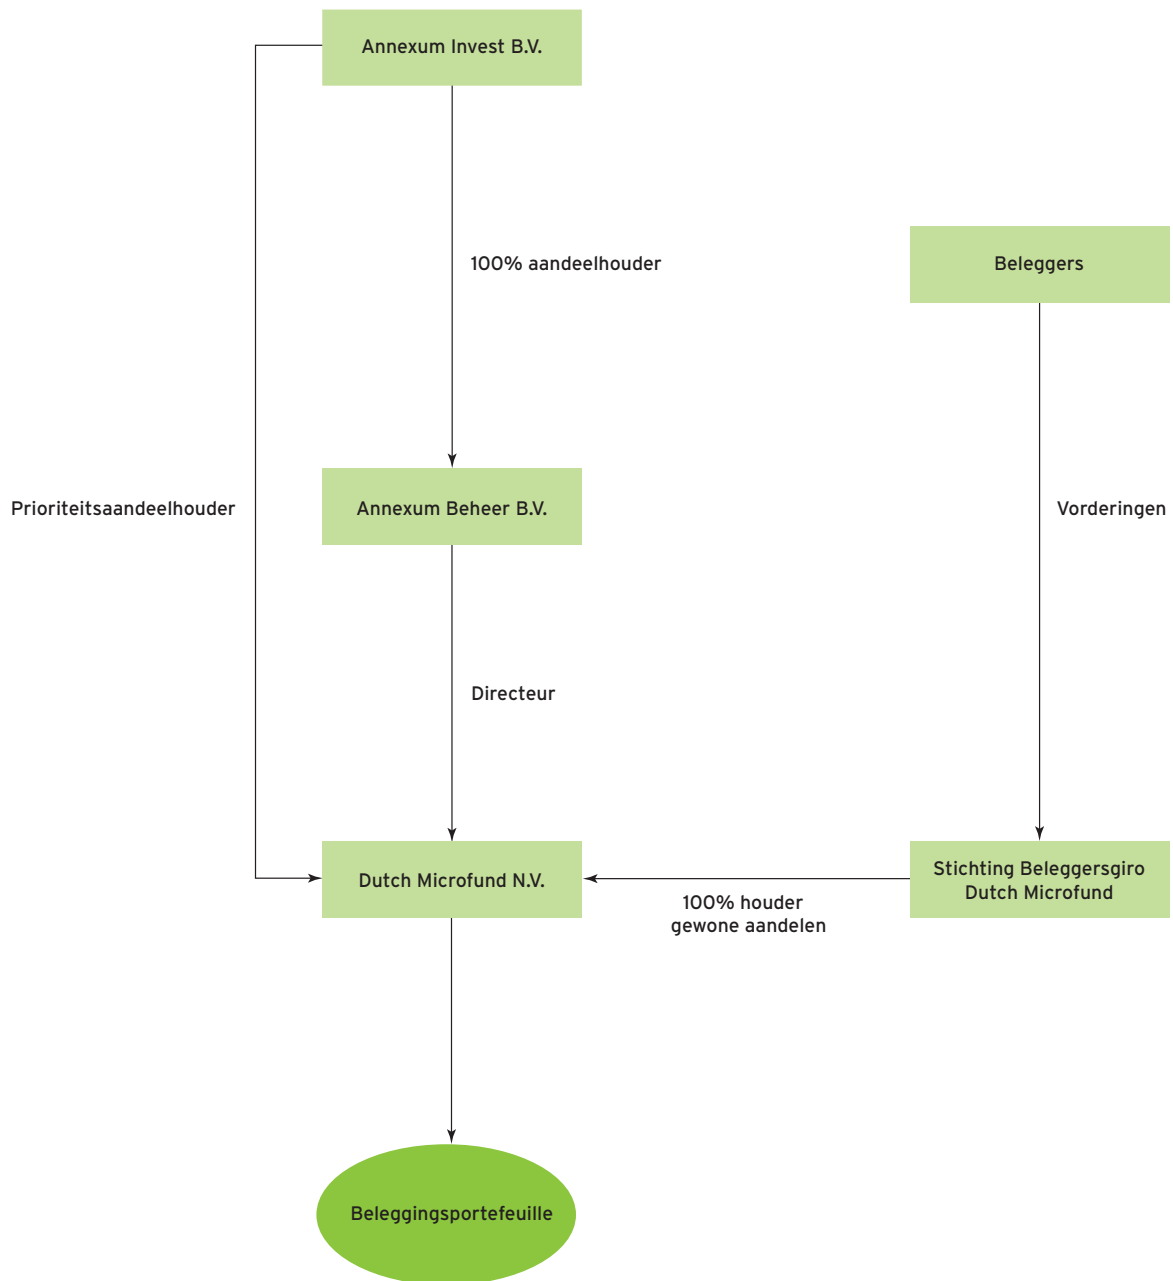 Annexum Invest B.V.
100% aandeelhouder
Beleggers
Prioriteitsaandeelhouder
Annexum Beheer B.V.
Vorderingen
Directeur
Dutch Microfund N.V.
Stichting Beleggersgiro
Dutch Microfund
100% houder
gewone aandelen
Beleggingsportefeuille